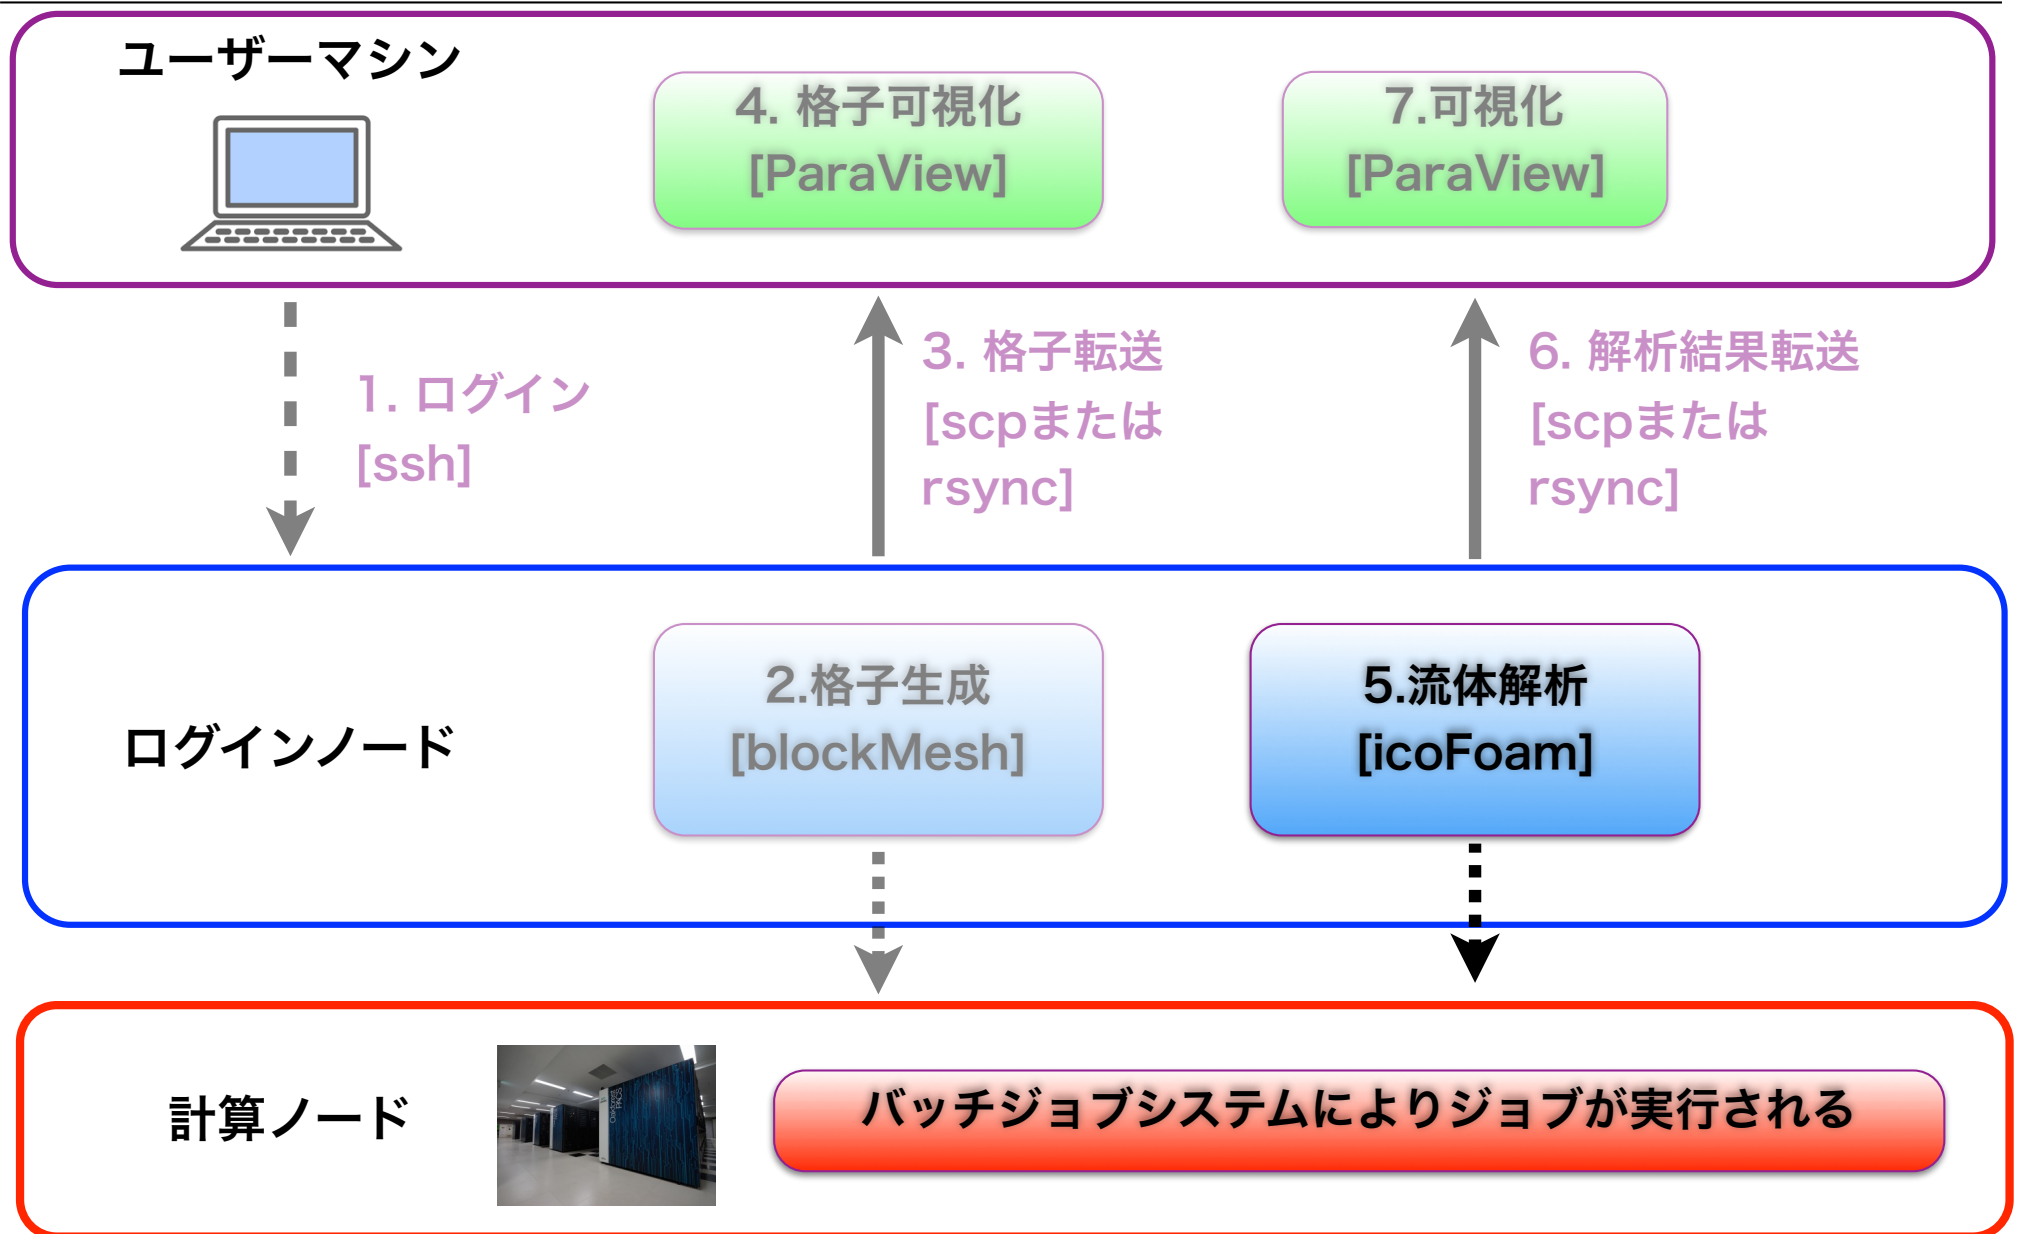 ユーザーマシン
4. 格子可視化
[ParaView]
7.可視化
[ParaView]
1. ログイン
[ssh]
3. 格子転送
[scpまたは
rsync]
6. 解析結果転送
[scpまたは
rsync]
ログインノード
2.格子生成
[blockMesh]
5.流体解析
[icoFoam]
計算ノード
Oakforest
PACS
バッチジョブシステムによりジョブが実行される